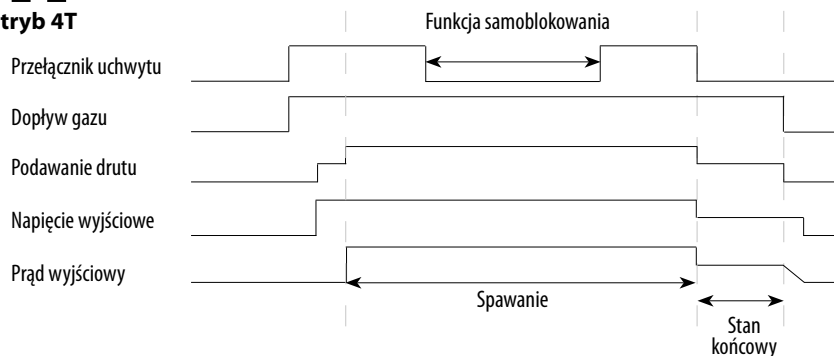 tryb 4T
Funkcja samoblokowania
Przełącznik uchwytu
Dopływ gazu
Podawanie drutu
Napięcie wyjściowe
Prąd wyjściowy
Spawanie
Stan
końcowy